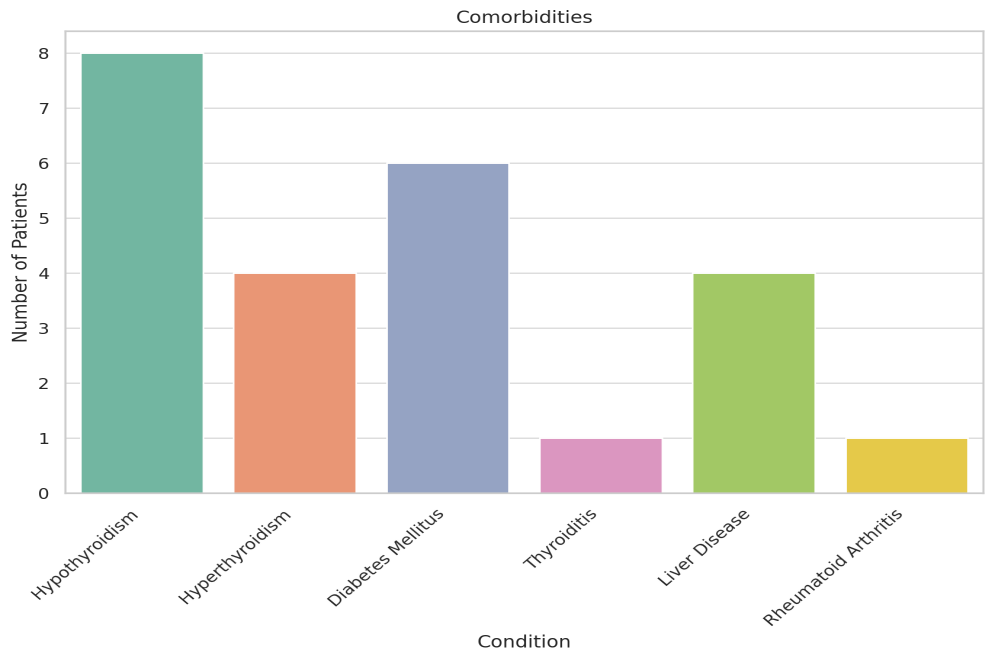 Comorbidities
8
7
6
5
4
3
2
1
0
Number of Patients
Hypothyroidism
Hyperthyroidism
Diabetes Mellitus
Thyroiditis
Liver Disease
Rheumatoid Arthritis
Condition